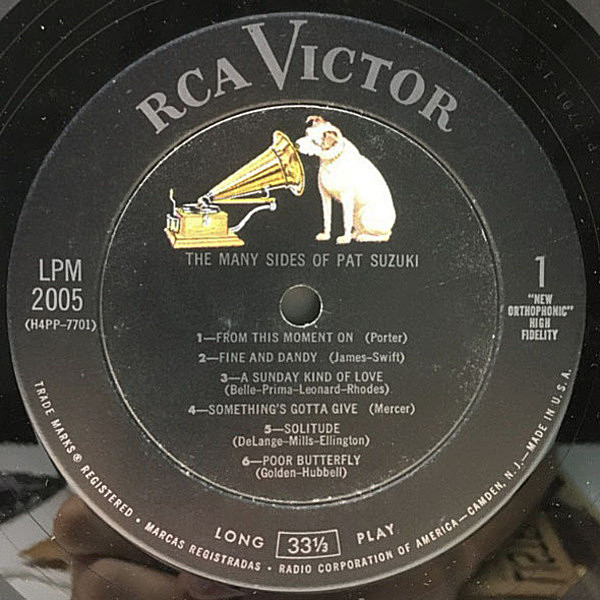 RCA VICTOR
THE MANY SIDES OF PAT SUZUKI
LPM
2005
(H4PP-7701)
1
"NEW
ORTHOPHONIC"
HIGH
FIDELITY
1—FROM THIS MOMENT ON (Porter)
2—FINE AND DANDY (James-Swift)
3—A SUNDAY KIND OF LOVE
(Belle-Prima-Leonard-Rhodes)
4—SOMETHING'S GOTTA GIVE (Mercer)
5—SOLITUDE
(DeLange-Mills-Ellington)
6—POOR BUTTERFLY
(Golden-Hubbell)
LONG 33⅓ PLAY
TRADE MARKS ® REGISTERED • MARCAS REGISTRADAS • RADIO CORPORATION OF AMERICA—CAMDEN, N. J.—MADE IN U.S.A.